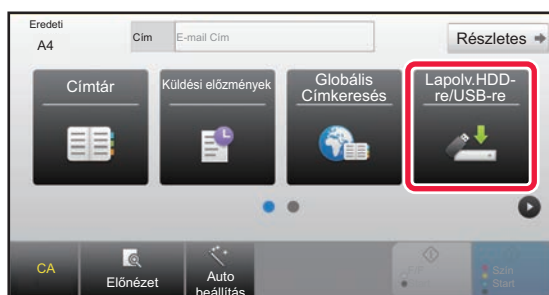 Eredeti
A4
Cím
E-mail Cím
Részletes
Címtár
Küldési előzmények
Globális
Címkeresés
Lapolv.HDD-
re/USB-re
CA
Előnézet
Auto
beállítás
Szín
Start